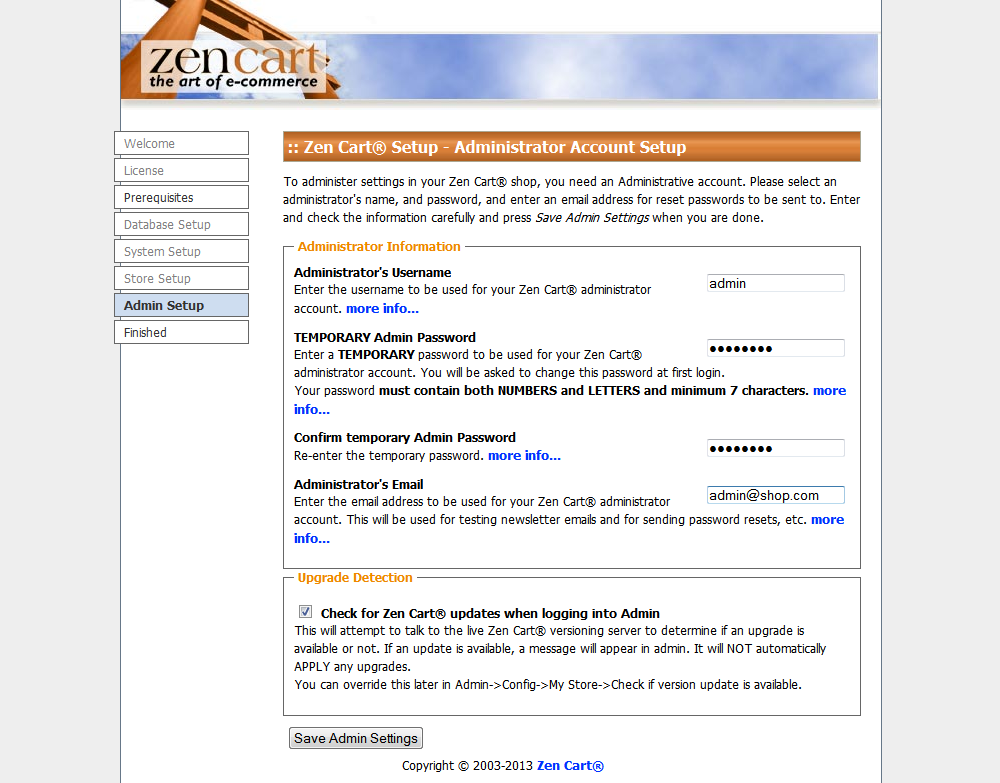 zencart
the art of e-commerce
Welcome
License
Prerequisites
Database Setup
System Setup
Store Setup
Admin Setup
Finished
:: Zen Cart® Setup - Administrator Account Setup
To administer settings in your Zen Cart® shop, you need an Administrative account. Please select an
administrator's name, and password, and enter an email address for reset passwords to be sent to. Enter
and check the information carefully and press Save Admin Settings when you are done.
Administrator Information
Administrator's Username
Enter the username to be used for your Zen Cart® administrator
account. more info...
admin
TEMPORARY Admin Password
Enter a TEMPORARY password to be used for your Zen Cart®
administrator account. You will be asked to change this password at first login.
Your password must contain both NUMBERS and LETTERS and minimum 7 characters. more
info...
••••••••
Confirm temporary Admin Password
Re-enter the temporary password. more info...
••••••••
Administrator's Email
Enter the email address to be used for your Zen Cart® administrator
account. This will be used for testing newsletter emails and for sending password resets, etc. more
info...
admin@shop.com
Upgrade Detection
Check for Zen Cart® updates when logging into Admin
This will attempt to talk to the live Zen Cart® versioning server to determine if an upgrade is
available or not. If an update is available, a message will appear in admin. It will NOT automatically
APPLY any upgrades.
You can override this later in Admin->Config->My Store->Check if version update is available.
Save Admin Settings
Copyright © 2003-2013 Zen Cart®